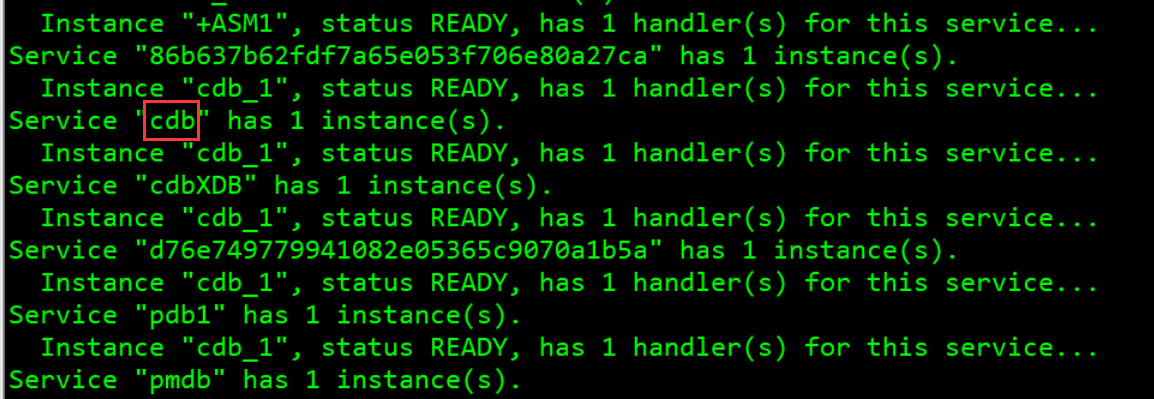 Instance "+ASM1", status READY, has 1 handler(s) for this service...
Service "86b637b62fdf7a65e053f706e80a27ca" has 1 instance(s).
Instance "cdb_1", status READY, has 1 handler(s) for this service...
Service "cdb" has 1 instance(s).
Instance "cdb_1", status READY, has 1 handler(s) for this service...
Service "cdbXDB" has 1 instance(s).
Instance "cdb_1", status READY, has 1 handler(s) for this service...
Service "d76e749779941082e05365c9070a1b5a" has 1 instance(s).
Instance "cdb_1", status READY, has 1 handler(s) for this service...
Service "pdb1" has 1 instance(s).
Instance "cdb_1", status READY, has 1 handler(s) for this service...
Service "pmdb" has 1 instance(s).